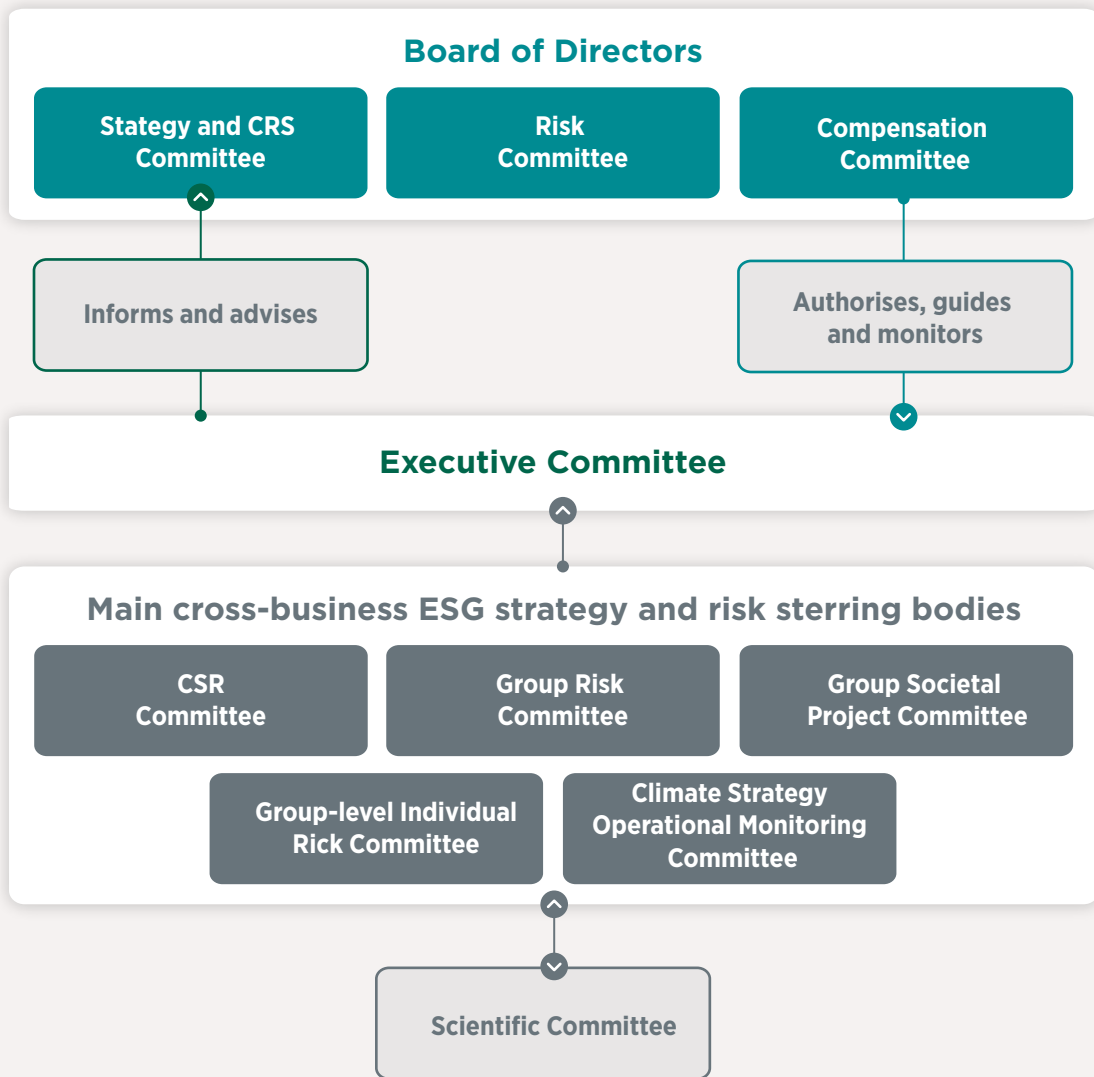 Board of Directors
Stategy and CRS
Committee
Risk
Committee
Compensation
Committee
Informs and advises
Authorises, guides
and monitors
Executive Committee
Main cross-business ESG strategy and risk sterring bodies
CSR
Committee
Group Risk
Committee
Group Societal
Project Committee
Group-level Individual
Rick Committee
Climate Strategy
Operational Monitoring
Committee
Scientific Committee